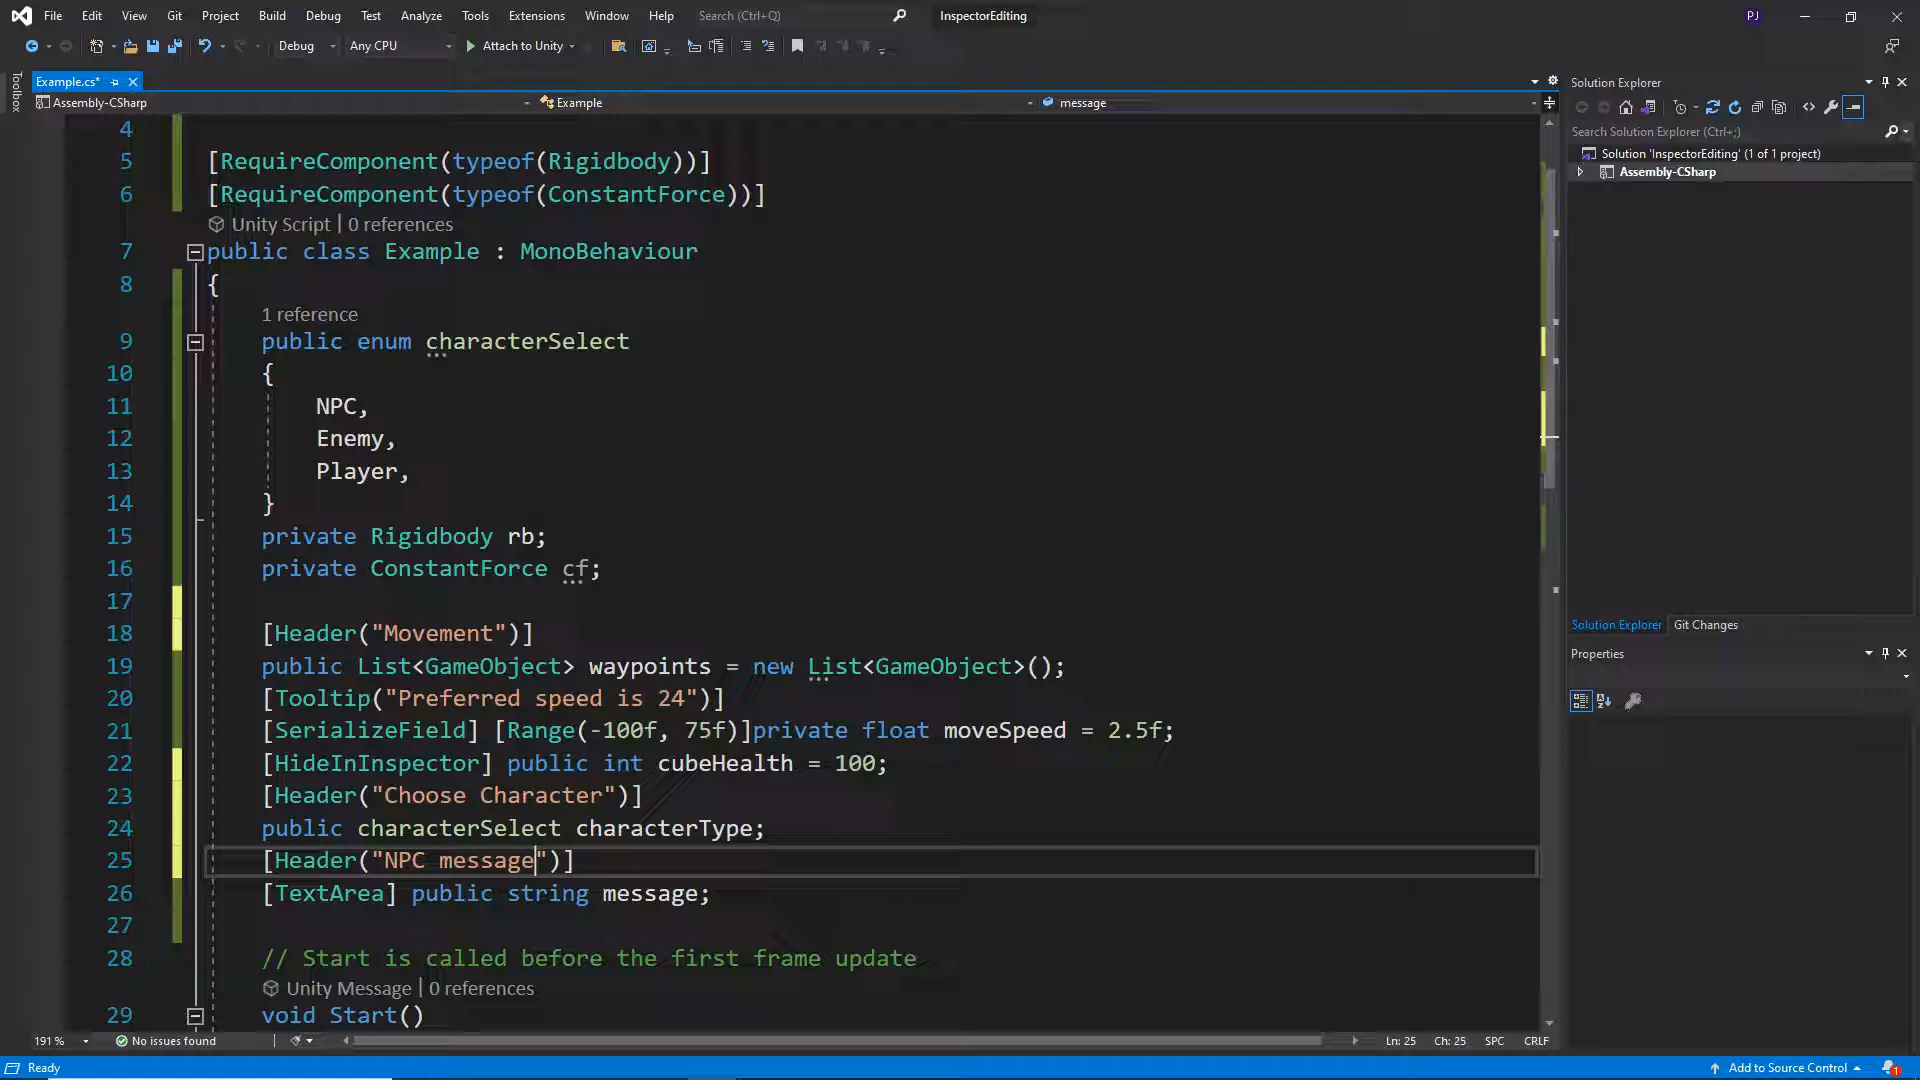 File Edit View Git Project Build Debug Test Analyze Tools Extensions Window Help Search (Ctrl+Q) InspectorEditing PJ
Debug Any CPU Attach to Unity
Toolbox
Example.cs*
Assembly-CSharp Example message
4
5 [RequireComponent(typeof(Rigidbody))]
6 [RequireComponent(typeof(ConstantForce))]
Unity Script | 0 references
7 public class Example : MonoBehaviour
8 {
1 reference
9 public enum characterSelect
10 {
11 NPC,
12 Enemy,
13 Player,
14 }
15 private Rigidbody rb;
16 private ConstantForce cf;
17
18 [Header("Movement")]
19 public List<GameObject> waypoints = new List<GameObject>();
20 [Tooltip("Preferred speed is 24")]
21 [SerializeField] [Range(-100f, 75f)]private float moveSpeed = 2.5f;
22 [HideInInspector] public int cubeHealth = 100;
23 [Header("Choose Character")]
24 public characterSelect characterType;
25 [Header("NPC message")]
26 [TextArea] public string message;
27
28 // Start is called before the first frame update
Unity Message | 0 references
29 void Start()
191 % No issues found Ln: 25 Ch: 25 SPC CRLF
Solution Explorer
Search Solution Explorer (Ctrl+;)
Solution 'InspectorEditing' (1 of 1 project)
Assembly-CSharp
Solution Explorer Git Changes
Properties
Ready Add to Source Control 1